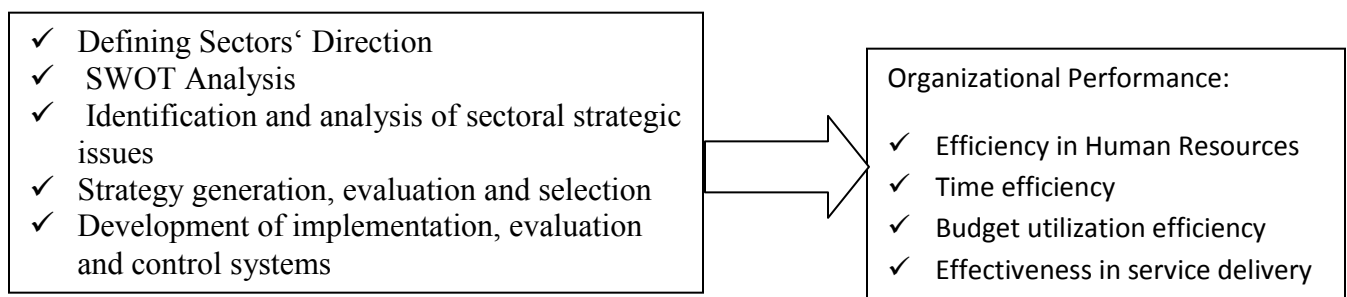 ✓ Defining Sectors‘ Direction
✓ SWOT Analysis
✓ Identification and analysis of sectoral strategic
issues
✓ Strategy generation, evaluation and selection
✓ Development of implementation, evaluation
and control systems
Organizational Performance:
✓ Efficiency in Human Resources
✓ Time efficiency
✓ Budget utilization efficiency
✓ Effectiveness in service delivery